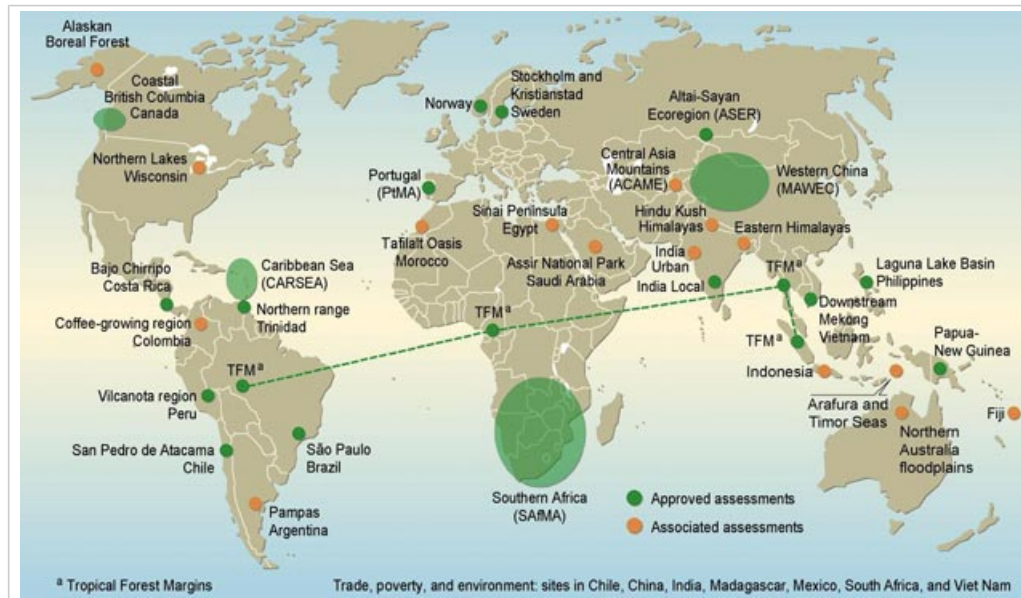 Alaskan
Boreal Forest
Coastal
British Columbia
Canada
Northern Lakes
Wisconsin
Norway
Stockholm and
Kristianstad
Sweden
Altai-Sayan
Ecoregion (ASER)
Portugal
(PtMA)
Central Asia
Mountains
(ACAME)
Western China
(MAWEC)
Tafilalt Oasis
Morocco
Sinai Peninsula
Egypt
Assir National Park
Saudi Arabia
Hindu Kush
Himalayas
Eastern Himalayas
India
Urban
India Local
Bajo Chirripo
Costa Rica
Caribbean Sea
(CARSEA)
Northern range
Trinidad
Coffee-growing region
Colombia
TFM a
TFM a
TFM a
TFM a
Laguna Lake Basin
Philippines
Downstream
Mekong
Vietnam
Papua-
New Guinea
Indonesia
Arafura and
Timor Seas
Northern
Australia
floodplains
Fiji
Vilcanota region
Peru
San Pedro de Atacama
Chile
São Paulo
Brazil
Pampas
Argentina
Southern Africa
(SAfMA)
Approved assessments
Associated assessments
a Tropical Forest Margins
Trade, poverty, and environment: sites in Chile, China, India, Madagascar, Mexico, South Africa, and Viet Nam